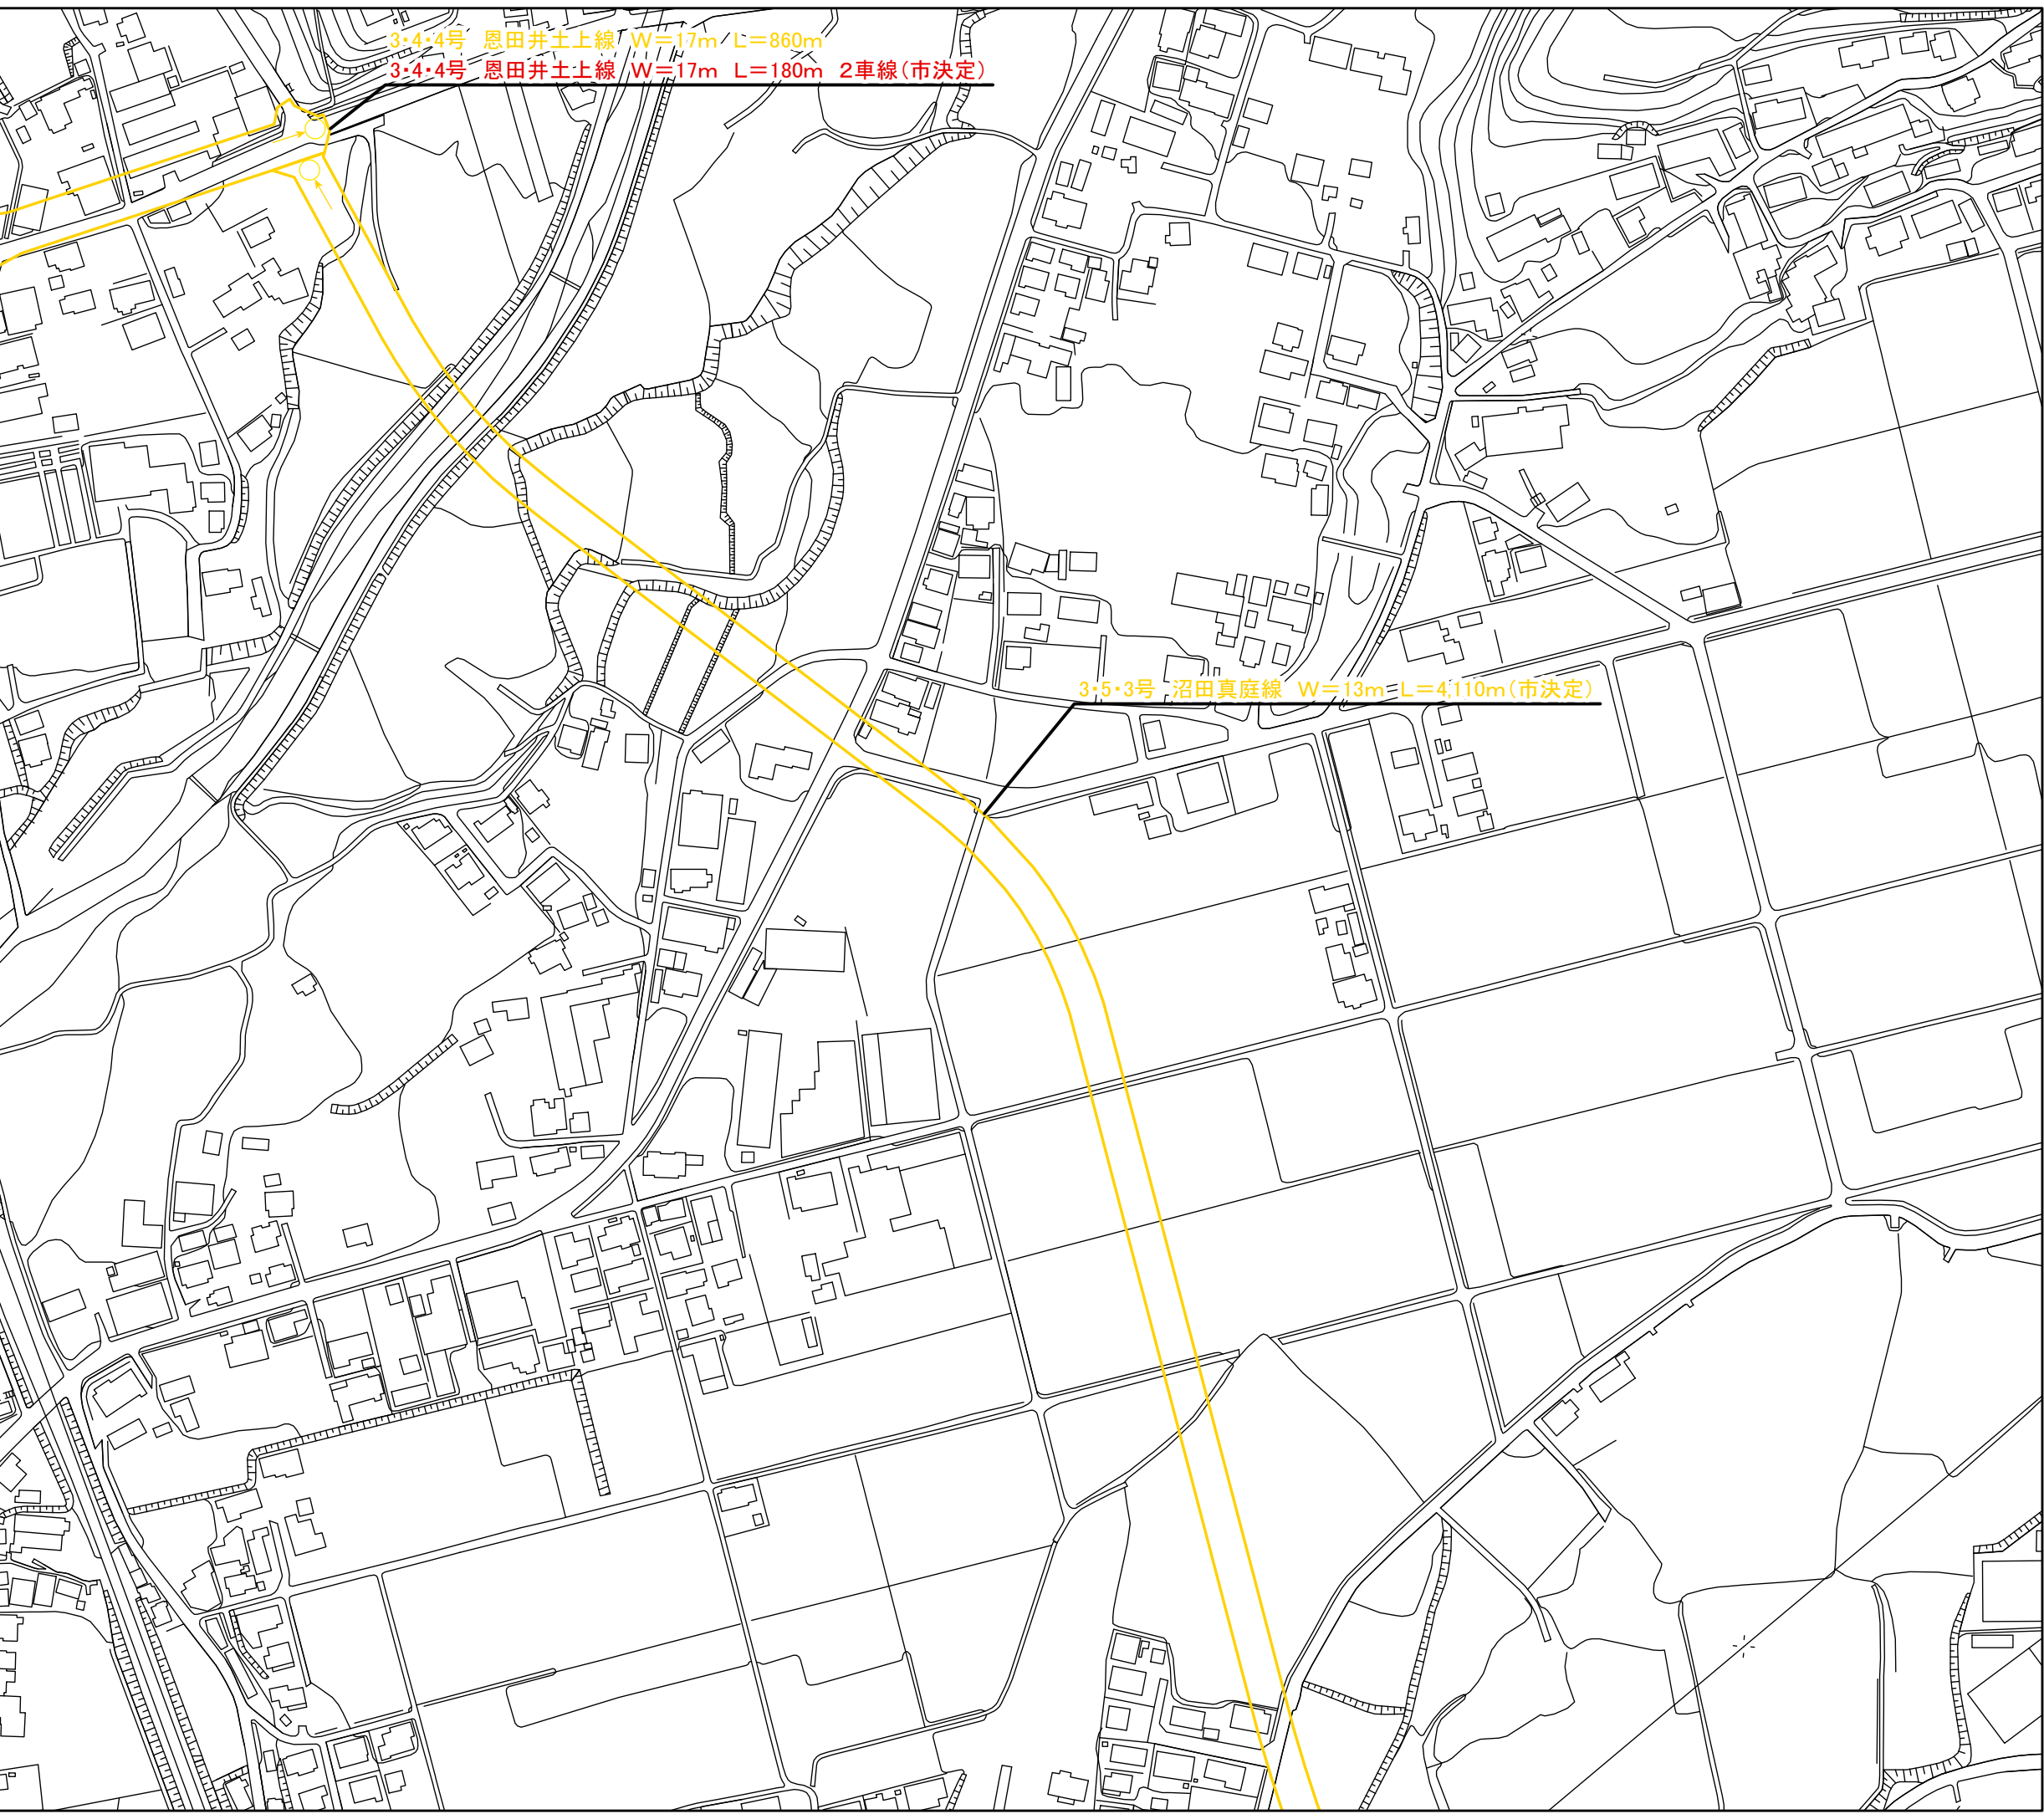 3・4・4号　恩田井土上線　W＝17m　L＝860m
3・4・4号　恩田井土上線　W＝17m　L＝180m　2車線(市決定)
3・5・3号　沼田真庭線　W＝13m　L＝4,110m(市決定)